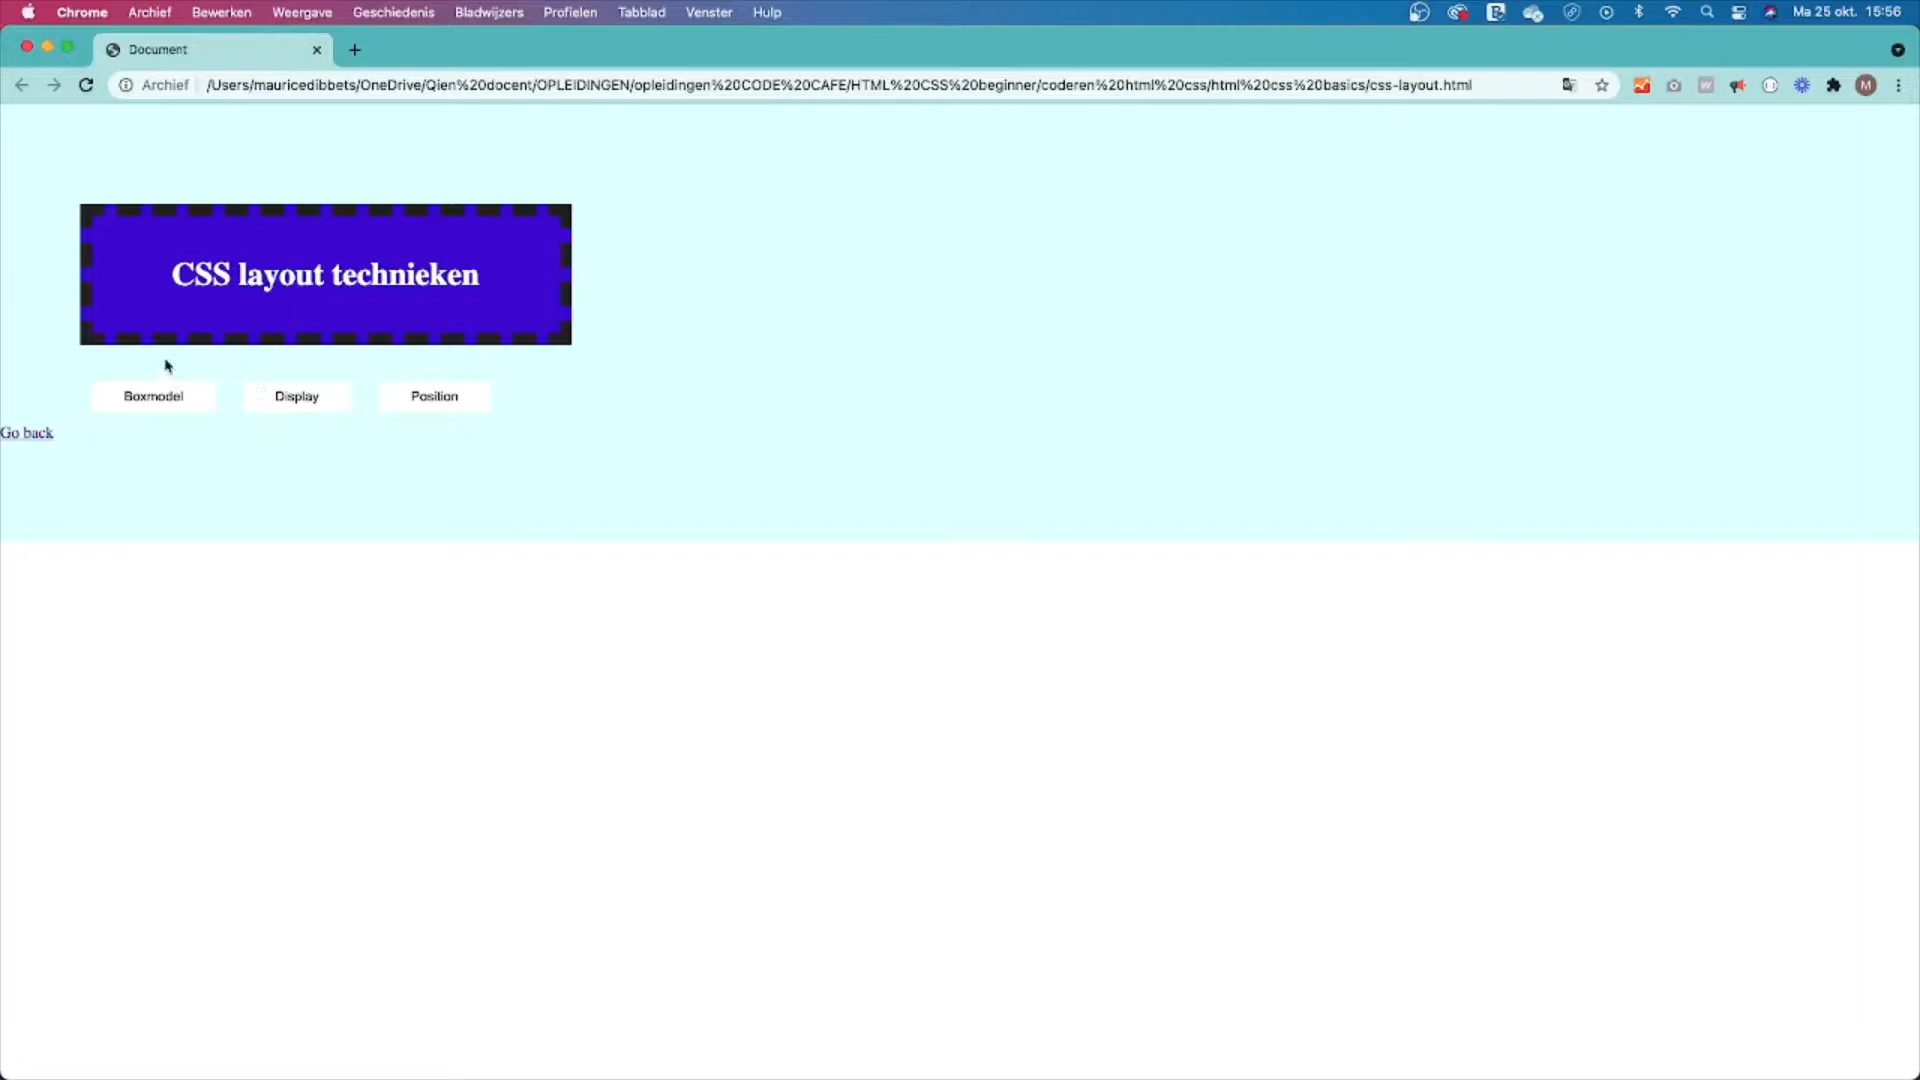 Chrome Archief Bewerken Weergave Geschiedenis Bladwijzers Profielen Tabblad Venster Hulp Ma 25 okt. 15:56
Document
Archief /Users/mauricedibbets/OneDrive/Qien%20docent/OPLEIDINGEN/opleidingen%20CODE%20CAFE/HTML%20CSS%20beginner/coderen%20html%20css/html%20css%20basics/css-layout.html M
CSS layout technieken
Boxmodel Display Position
Go back